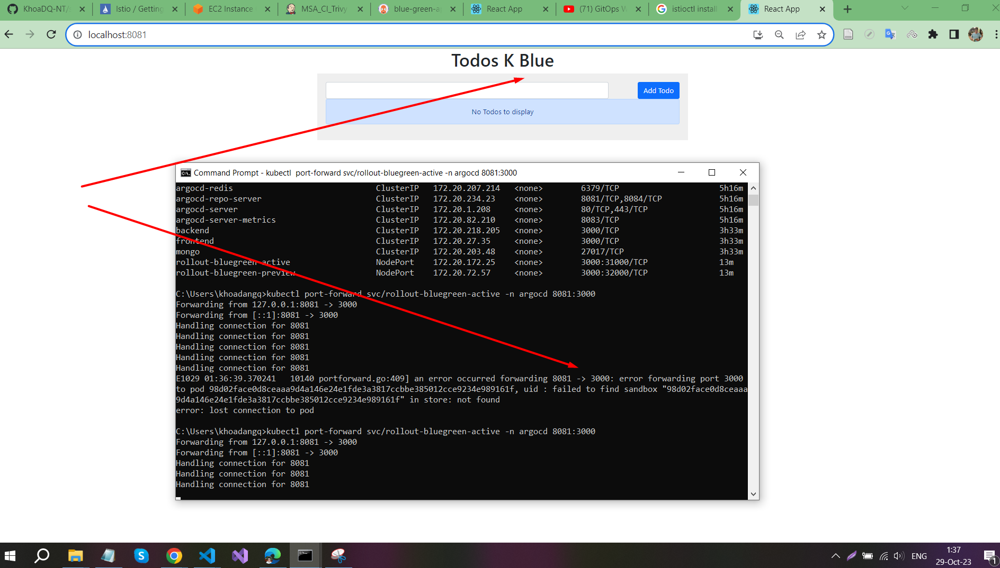 KhoaDQ-NT/
Istio / Getting
EC2 Instance
MSA_CI_Trivy
blue-green-a
React App
(71) GitOps W
istioctl install
React App
localhost:8081
Todos K Blue
Add Todo
No Todos to display
Command Prompt - kubectl  port-forward svc/rollout-bluegreen-active -n argocd 8081:3000
argocd-redis ClusterIP 172.20.207.214 <none> 6379/TCP 5h16m
argocd-repo-server ClusterIP 172.20.234.23 <none> 8081/TCP,8084/TCP 5h16m
argocd-server ClusterIP 172.20.1.208 <none> 80/TCP,443/TCP 5h16m
argocd-server-metrics ClusterIP 172.20.82.210 <none> 8083/TCP 5h16m
backend ClusterIP 172.20.218.205 <none> 3000/TCP 3h33m
frontend ClusterIP 172.20.27.35 <none> 3000/TCP 3h33m
mongo ClusterIP 172.20.203.48 <none> 27017/TCP 3h33m
rollout-bluegreen-active NodePort 172.20.172.25 <none> 3000:31000/TCP 13m
rollout-bluegreen-preview NodePort 172.20.72.57 <none> 3000:32000/TCP 13m
C:\Users\khoadangq>kubectl port-forward svc/rollout-bluegreen-active -n argocd 8081:3000
Forwarding from 127.0.0.1:8081 -> 3000
Forwarding from [::1]:8081 -> 3000
Handling connection for 8081
Handling connection for 8081
Handling connection for 8081
Handling connection for 8081
Handling connection for 8081
E1029 01:36:39.370241   10140 portforward.go:409] an error occurred forwarding 8081 -> 3000: error forwarding port 3000
to pod 98d02face0d8ceaaa9d4a146e24e1fde3a3817ccbbe385012cce9234e989161f, uid : failed to find sandbox "98d02face0d8ceaaa
9d4a146e24e1fde3a3817ccbbe385012cce9234e989161f" in store: not found
error: lost connection to pod
C:\Users\khoadangq>kubectl port-forward svc/rollout-bluegreen-active -n argocd 8081:3000
Forwarding from 127.0.0.1:8081 -> 3000
Forwarding from [::1]:8081 -> 3000
Handling connection for 8081
Handling connection for 8081
Handling connection for 8081
ENG
1:37
29-Oct-23
1